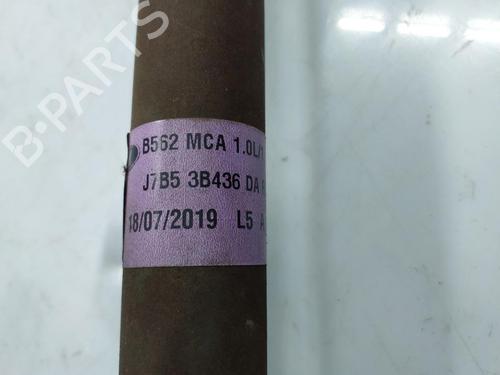 B-PARTS
B562 MCA 1.0L/
J7B5 3B436 DA
18/07/2019 L5 A